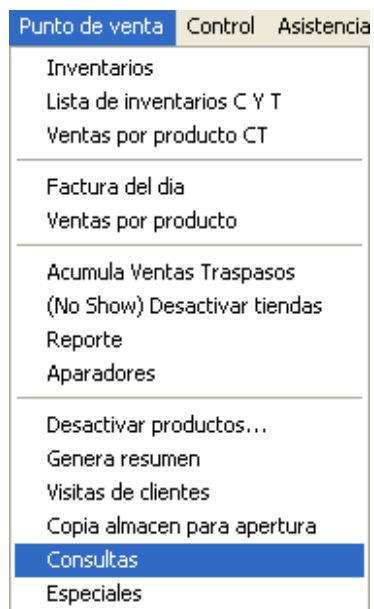 Punto de venta Control Asistencia
Inventarios
Lista de inventarios C Y T
Ventas por producto CT
Factura del dia
Ventas por producto
Acumula Ventas Traspasos
(No Show) Desactivar tiendas
Reporte
Aparadores
Desactivar productos...
Genera resumen
Visitas de clientes
Copia almacen para apertura
Consultas
Especiales